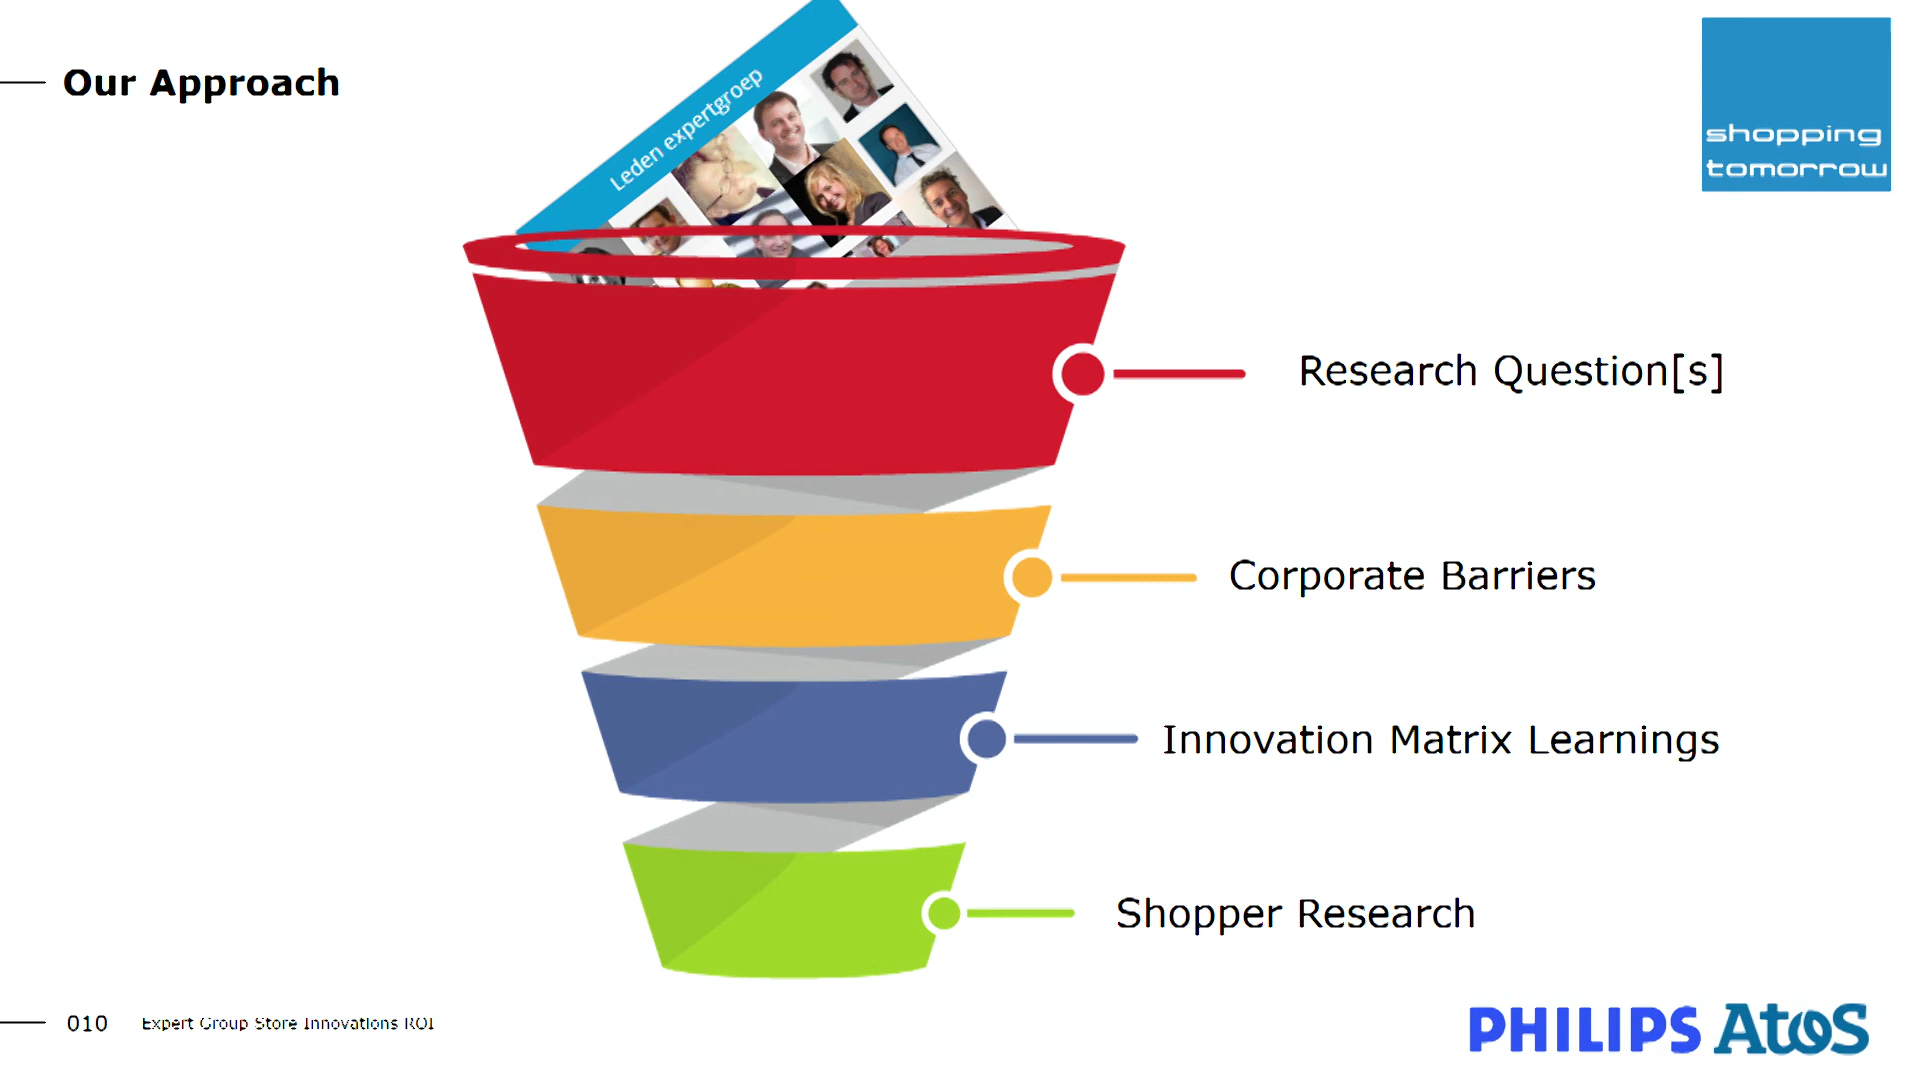 Our Approach
Leden expertgroep
shopping
tomorrow
Research Question[s]
Corporate Barriers
Innovation Matrix Learnings
Shopper Research
010 Expert Group Store Innovations ROI
PHILIPS Atos